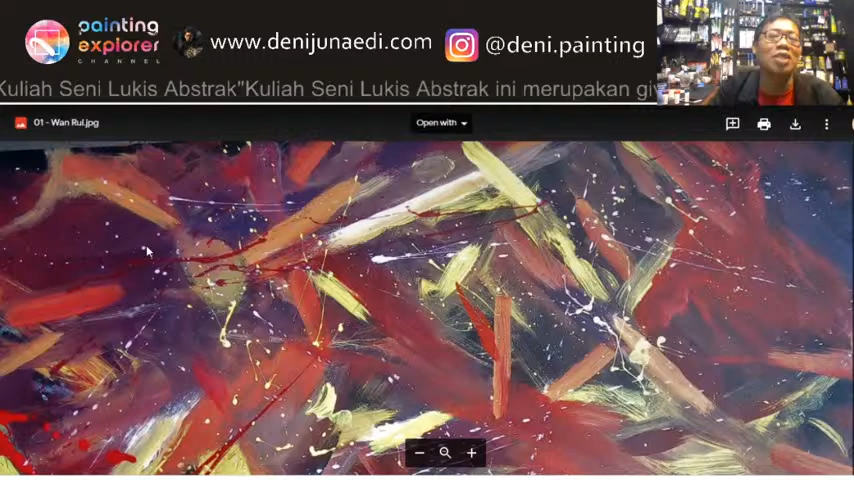 painting
explorer
CHANNEL
www.denijunaedi.com
@deni.painting
Kuliah Seni Lukis Abstrak"Kuliah Seni Lukis Abstrak ini merupakan
01 - Wan Rui.jpg
Open with